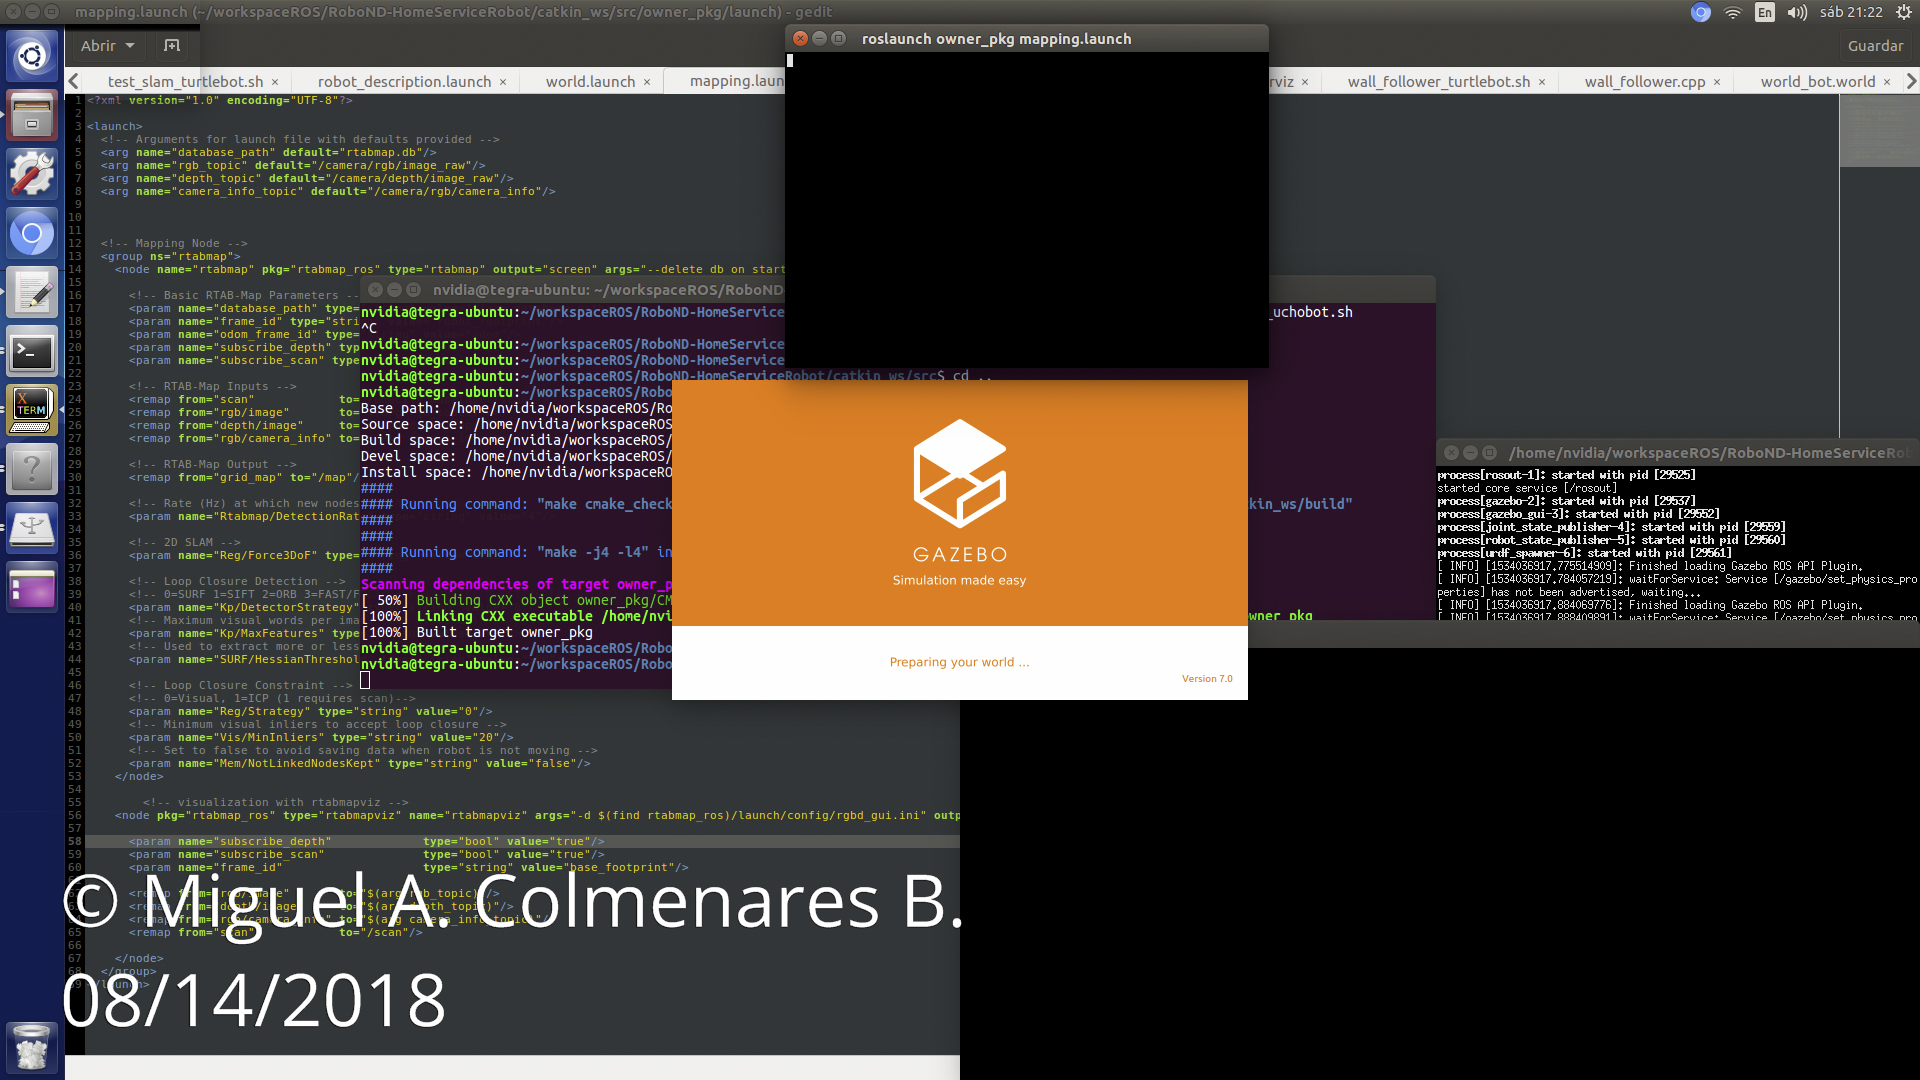 mapping.launch (~/workspaceROS/RoboND-HomeServiceRobot/catkin_ws/src/owner_pkg/launch) - gedit
En
sáb 21:22
Abrir
Guardar
test_slam_turtlebot.sh ×
robot_description.launch ×
world.launch ×
mapping.laun
rviz ×
wall_follower_turtlebot.sh ×
wall_follower.cpp ×
world_bot.world ×
1 <?xml version="1.0" encoding="UTF-8"?>
2
3 <launch>
4 <!-- Arguments for launch file with defaults provided -->
5 <arg name="database_path" default="rtabmap.db"/>
6 <arg name="rgb_topic" default="/camera/rgb/image_raw"/>
7 <arg name="depth_topic" default="/camera/depth/image_raw"/>
8 <arg name="camera_info_topic" default="/camera/rgb/camera_info"/>
9
10
11
12 <!-- Mapping Node -->
13 <group ns="rtabmap">
14 <node name="rtabmap" pkg="rtabmap_ros" type="rtabmap" output="screen" args="--delete_db_on_start
15
16 <!-- Basic RTAB-Map Parameters --
17 <param name="database_path" type=
18 <param name="frame_id" type="stri
19 <param name="odom_frame_id" type=
20 <param name="subscribe_depth" typ
21 <param name="subscribe_scan" type
22
23 <!-- RTAB-Map Inputs -->
24 <remap from="scan" to=
25 <remap from="rgb/image" to=
26 <remap from="depth/image" to=
27 <remap from="rgb/camera_info" to=
28
29 <!-- RTAB-Map Output -->
30 <remap from="grid_map" to="/map"/
31
32 <!-- Rate (Hz) at which new nodes
33 <param name="Rtabmap/DetectionRat
34
35 <!-- 2D SLAM -->
36 <param name="Reg/Force3DoF" type=
37
38 <!-- Loop Closure Detection -->
39 <!-- 0=SURF 1=SIFT 2=ORB 3=FAST/F
40 <param name="Kp/DetectorStrategy"
41 <!-- Maximum visual words per ima
42 <param name="Kp/MaxFeatures" type
43 <!-- Used to extract more or less
44 <param name="SURF/HessianThreshol
45
46 <!-- Loop Closure Constraint -->
47 <!-- 0=Visual, 1=ICP (1 requires scan)-->
48 <param name="Reg/Strategy" type="string" value="0"/>
49 <!-- Minimum visual inliers to accept loop closure -->
50 <param name="Vis/MinInliers" type="string" value="20"/>
51 <!-- Set to false to avoid saving data when robot is not moving -->
52 <param name="Mem/NotLinkedNodesKept" type="string" value="false"/>
53 </node>
54
55 <!-- visualization with rtabmapviz -->
56 <node pkg="rtabmap_ros" type="rtabmapviz" name="rtabmapviz" args="-d $(find rtabmap_ros)/launch/config/rgbd_gui.ini" outp
57
58 <param name="subscribe_depth" type="bool" value="true"/>
59 <param name="subscribe_scan" type="bool" value="true"/>
60 <param name="frame_id" type="string" value="base_footprint"/>
65 <remap from="scan" to="/scan"/>
66
67 </node>
68 </group>
roslaunch owner_pkg mapping.launch
nvidia@tegra-ubuntu: ~/workspaceROS/RoboND-
nvidia@tegra-ubuntu:~/workspaceROS/RoboND-HomeService _uchobot.sh
^C
nvidia@tegra-ubuntu:~/workspaceROS/RoboND-HomeService
nvidia@tegra-ubuntu:~/workspaceROS/RoboND-HomeService
nvidia@tegra-ubuntu:~/workspaceROS/RoboND-HomeServiceRobot/catkin_ws/src$ cd ..
nvidia@tegra-ubuntu:~/workspaceROS/Robo
Base path: /home/nvidia/workspaceROS/Ro
Source space: /home/nvidia/workspaceROS
Build space: /home/nvidia/workspaceROS/
Devel space: /home/nvidia/workspaceROS/
Install space: /home/nvidia/workspaceRO
####
#### Running command: "make cmake_check kin_ws/build"
####
####
#### Running command: "make -j4 -l4" in
####
Scanning dependencies of target owner_p
[ 50%] Building CXX object owner_pkg/CM
[100%] Linking CXX executable /home/nvi wner_pkg
[100%] Built target owner_pkg
nvidia@tegra-ubuntu:~/workspaceROS/Robo
nvidia@tegra-ubuntu:~/workspaceROS/Robo
GAZEBO
Simulation made easy
Preparing your world ...
Version 7.0
/home/nvidia/workspaceROS/RoboND-HomeServiceRob
process[rosout-1]: started with pid [29525]
started core service [/rosout]
process[gazebo-2]: started with pid [29537]
process[gazebo_gui-3]: started with pid [29552]
process[joint_state_publisher-4]: started with pid [29559]
process[robot_state_publisher-5]: started with pid [29560]
process[urdf_spawner-6]: started with pid [29561]
[ INFO] [1534036917.775514909]: Finished loading Gazebo ROS API Plugin.
[ INFO] [1534036917.784057219]: waitForService: Service [/gazebo/set_physics_pro
perties] has not been advertised, waiting...
[ INFO] [1534036917.884069776]: Finished loading Gazebo ROS API Plugin.
[ INFO] [1534036917.888409891]: waitForService: Service [/gazebo/set_physics_pro
X TERM
© Miguel A. Colmenares B.
08/14/2018